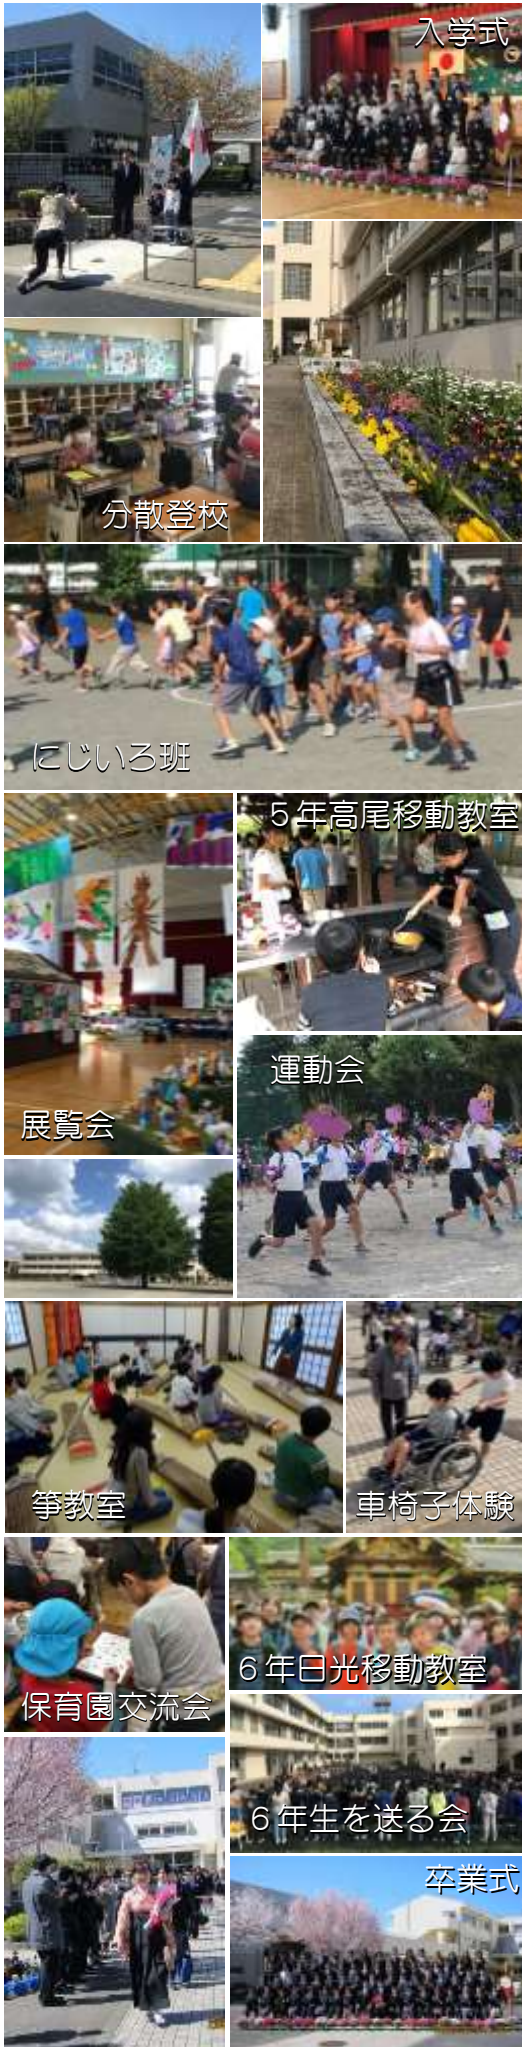 入学式
分散登校
にじいろ班
５年高尾移動教室
展覧会
運動会
箏教室
車椅子体験
保育園交流会
６年日光移動教室
６年生を送る会
卒業式